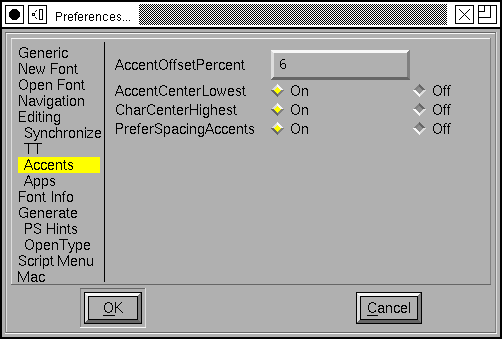 Preferences...
Generic
New Font
Open Font
Navigation
Editing
Synchronize
TT
Accents
Apps
Font Info
Generate
PS Hints
OpenType
Script Menu
Mac
AccentOffsetPercent 6
AccentCenterLowest On Off
CharCenterHighest On Off
PreferSpacingAccents On Off
OK Cancel